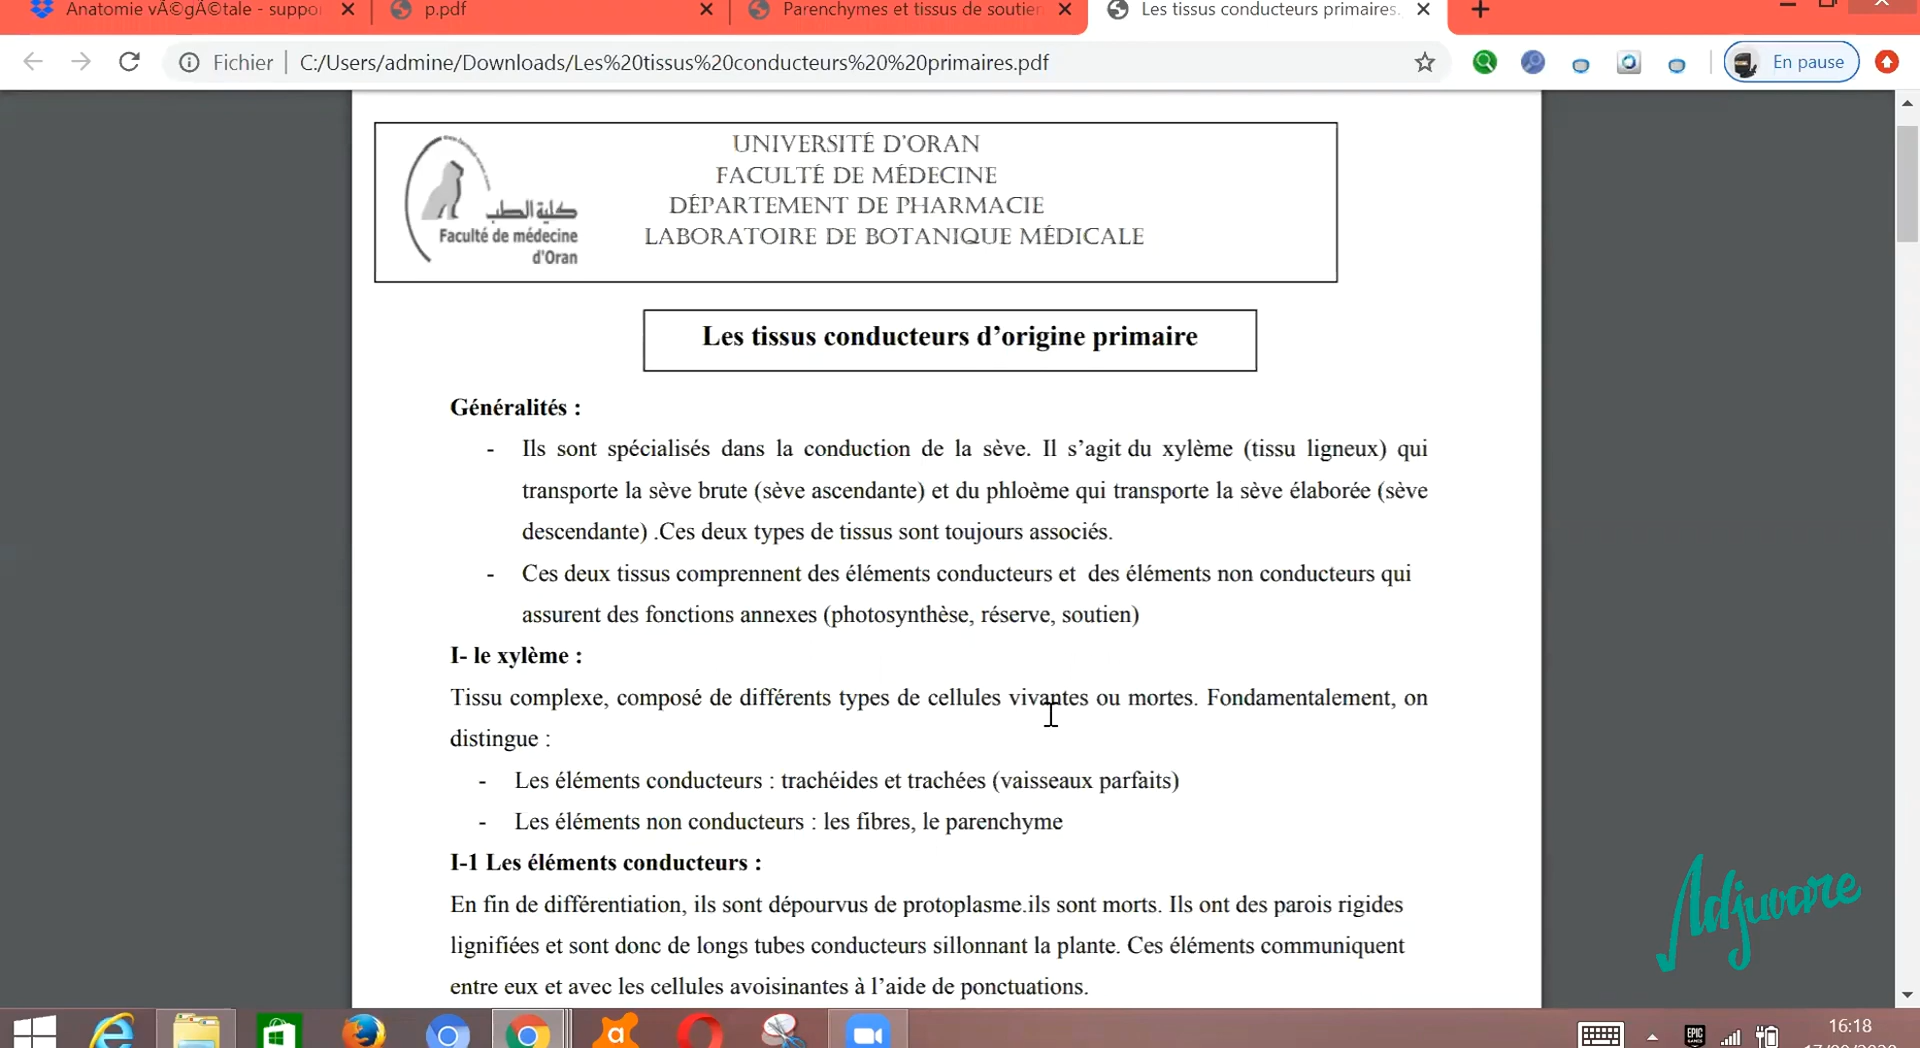 Anatomie vÃ©gÃ©tale - suppo
p.pdf
Parenchymes et tissus de soutien
Les tissus conducteurs primaires.
Fichier
C:/Users/admine/Downloads/Les%20tissus%20conducteurs%20%20primaires.pdf
En pause
UNIVERSITÉ D’ORAN
FACULTÉ DE MÉDECINE
DÉPARTEMENT DE PHARMACIE
LABORATOIRE DE BOTANIQUE MÉDICALE
كلية الطب
Faculté de médecine
d'Oran
Les tissus conducteurs d’origine primaire
Généralités :
- Ils sont spécialisés dans la conduction de la sève. Il s’agit du xylème (tissu ligneux) qui
transporte la sève brute (sève ascendante) et du phloème qui transporte la sève élaborée (sève
descendante) .Ces deux types de tissus sont toujours associés.
- Ces deux tissus comprennent des éléments conducteurs et des éléments non conducteurs qui
assurent des fonctions annexes (photosynthèse, réserve, soutien)
I- le xylème :
Tissu complexe, composé de différents types de cellules vivantes ou mortes. Fondamentalement, on
distingue :
- Les éléments conducteurs : trachéides et trachées (vaisseaux parfaits)
- Les éléments non conducteurs : les fibres, le parenchyme
I-1 Les éléments conducteurs :
En fin de différentiation, ils sont dépourvus de protoplasme.ils sont morts. Ils ont des parois rigides
lignifiées et sont donc de longs tubes conducteurs sillonnant la plante. Ces éléments communiquent
entre eux et avec les cellules avoisinantes à l’aide de ponctuations.
Adjuvare
EPIC
16:18